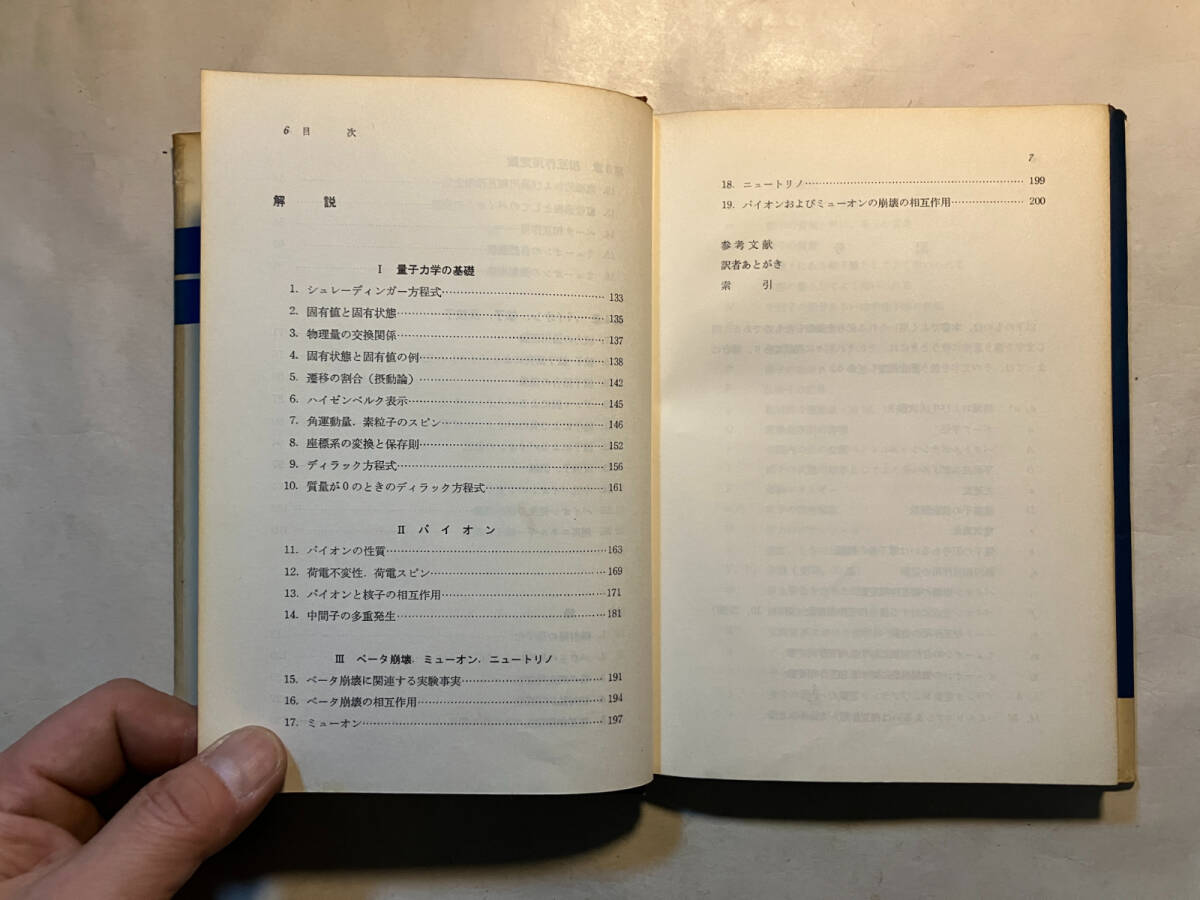 6 目 次
解 説
I 量子力学の基礎
1. シュレーディンガー方程式 133
2. 固有値と固有状態 135
3. 物理量の交換関係 137
4. 固有状態と固有値の例 138
5. 遷移の割合(摂動論) 142
6. ハイゼンベルク表示 145
7. 角運動量.素粒子のスピン 146
8. 座標系の変換と保存則 152
9. ディラック方程式 156
10. 質量が0のときのディラック方程式 161
II パイオン
11. パイオンの性質 163
12. 荷電不変性.荷電スピン 169
13. パイオンと核子の相互作用 171
14. 中間子の多重発生 181
III ベータ崩壊.ミューオン.ニュートリノ
15. ベータ崩壊に関連する実験事実 191
16. ベータ崩壊の相互作用 194
17. ミューオン 197
7
18. ニュートリノ 199
19. パイオンおよびミューオンの崩壊の相互作用 200
参考文献
訳者あとがき
索 引